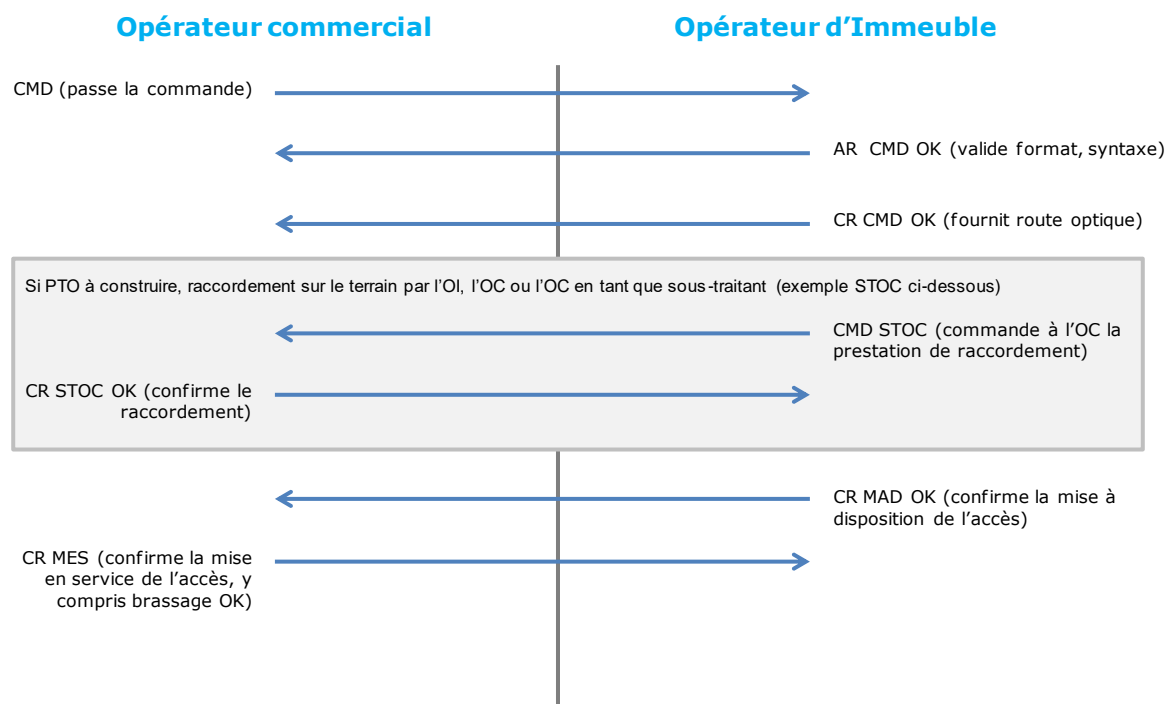 Opérateur commercial
Opérateur d’Immeuble
CMD (passe la commande)
AR CMD OK (valide format, syntaxe)
CR CMD OK (fournit route optique)
Si PTO à construire, raccordement sur le terrain par l’OI, l’OC ou l’OC en tant que sous-traitant (exemple STOC ci-dessous)
CMD STOC (commande à l’OC la
prestation de raccordement)
CR STOC OK (confirme le
raccordement)
CR MAD OK (confirme la mise à
disposition de l’accès)
CR MES (confirme la mise
en service de l’accès, y
compris brassage OK)